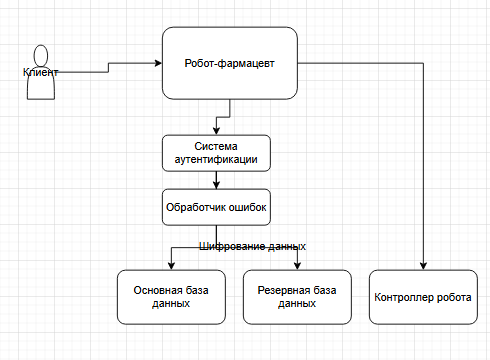 Клиент
Робот-фармацевт
Система
аутентификации
Обработчик ошибок
Шифрование данных
Основная база
данных
Резервная база
данных
Контроллер робота